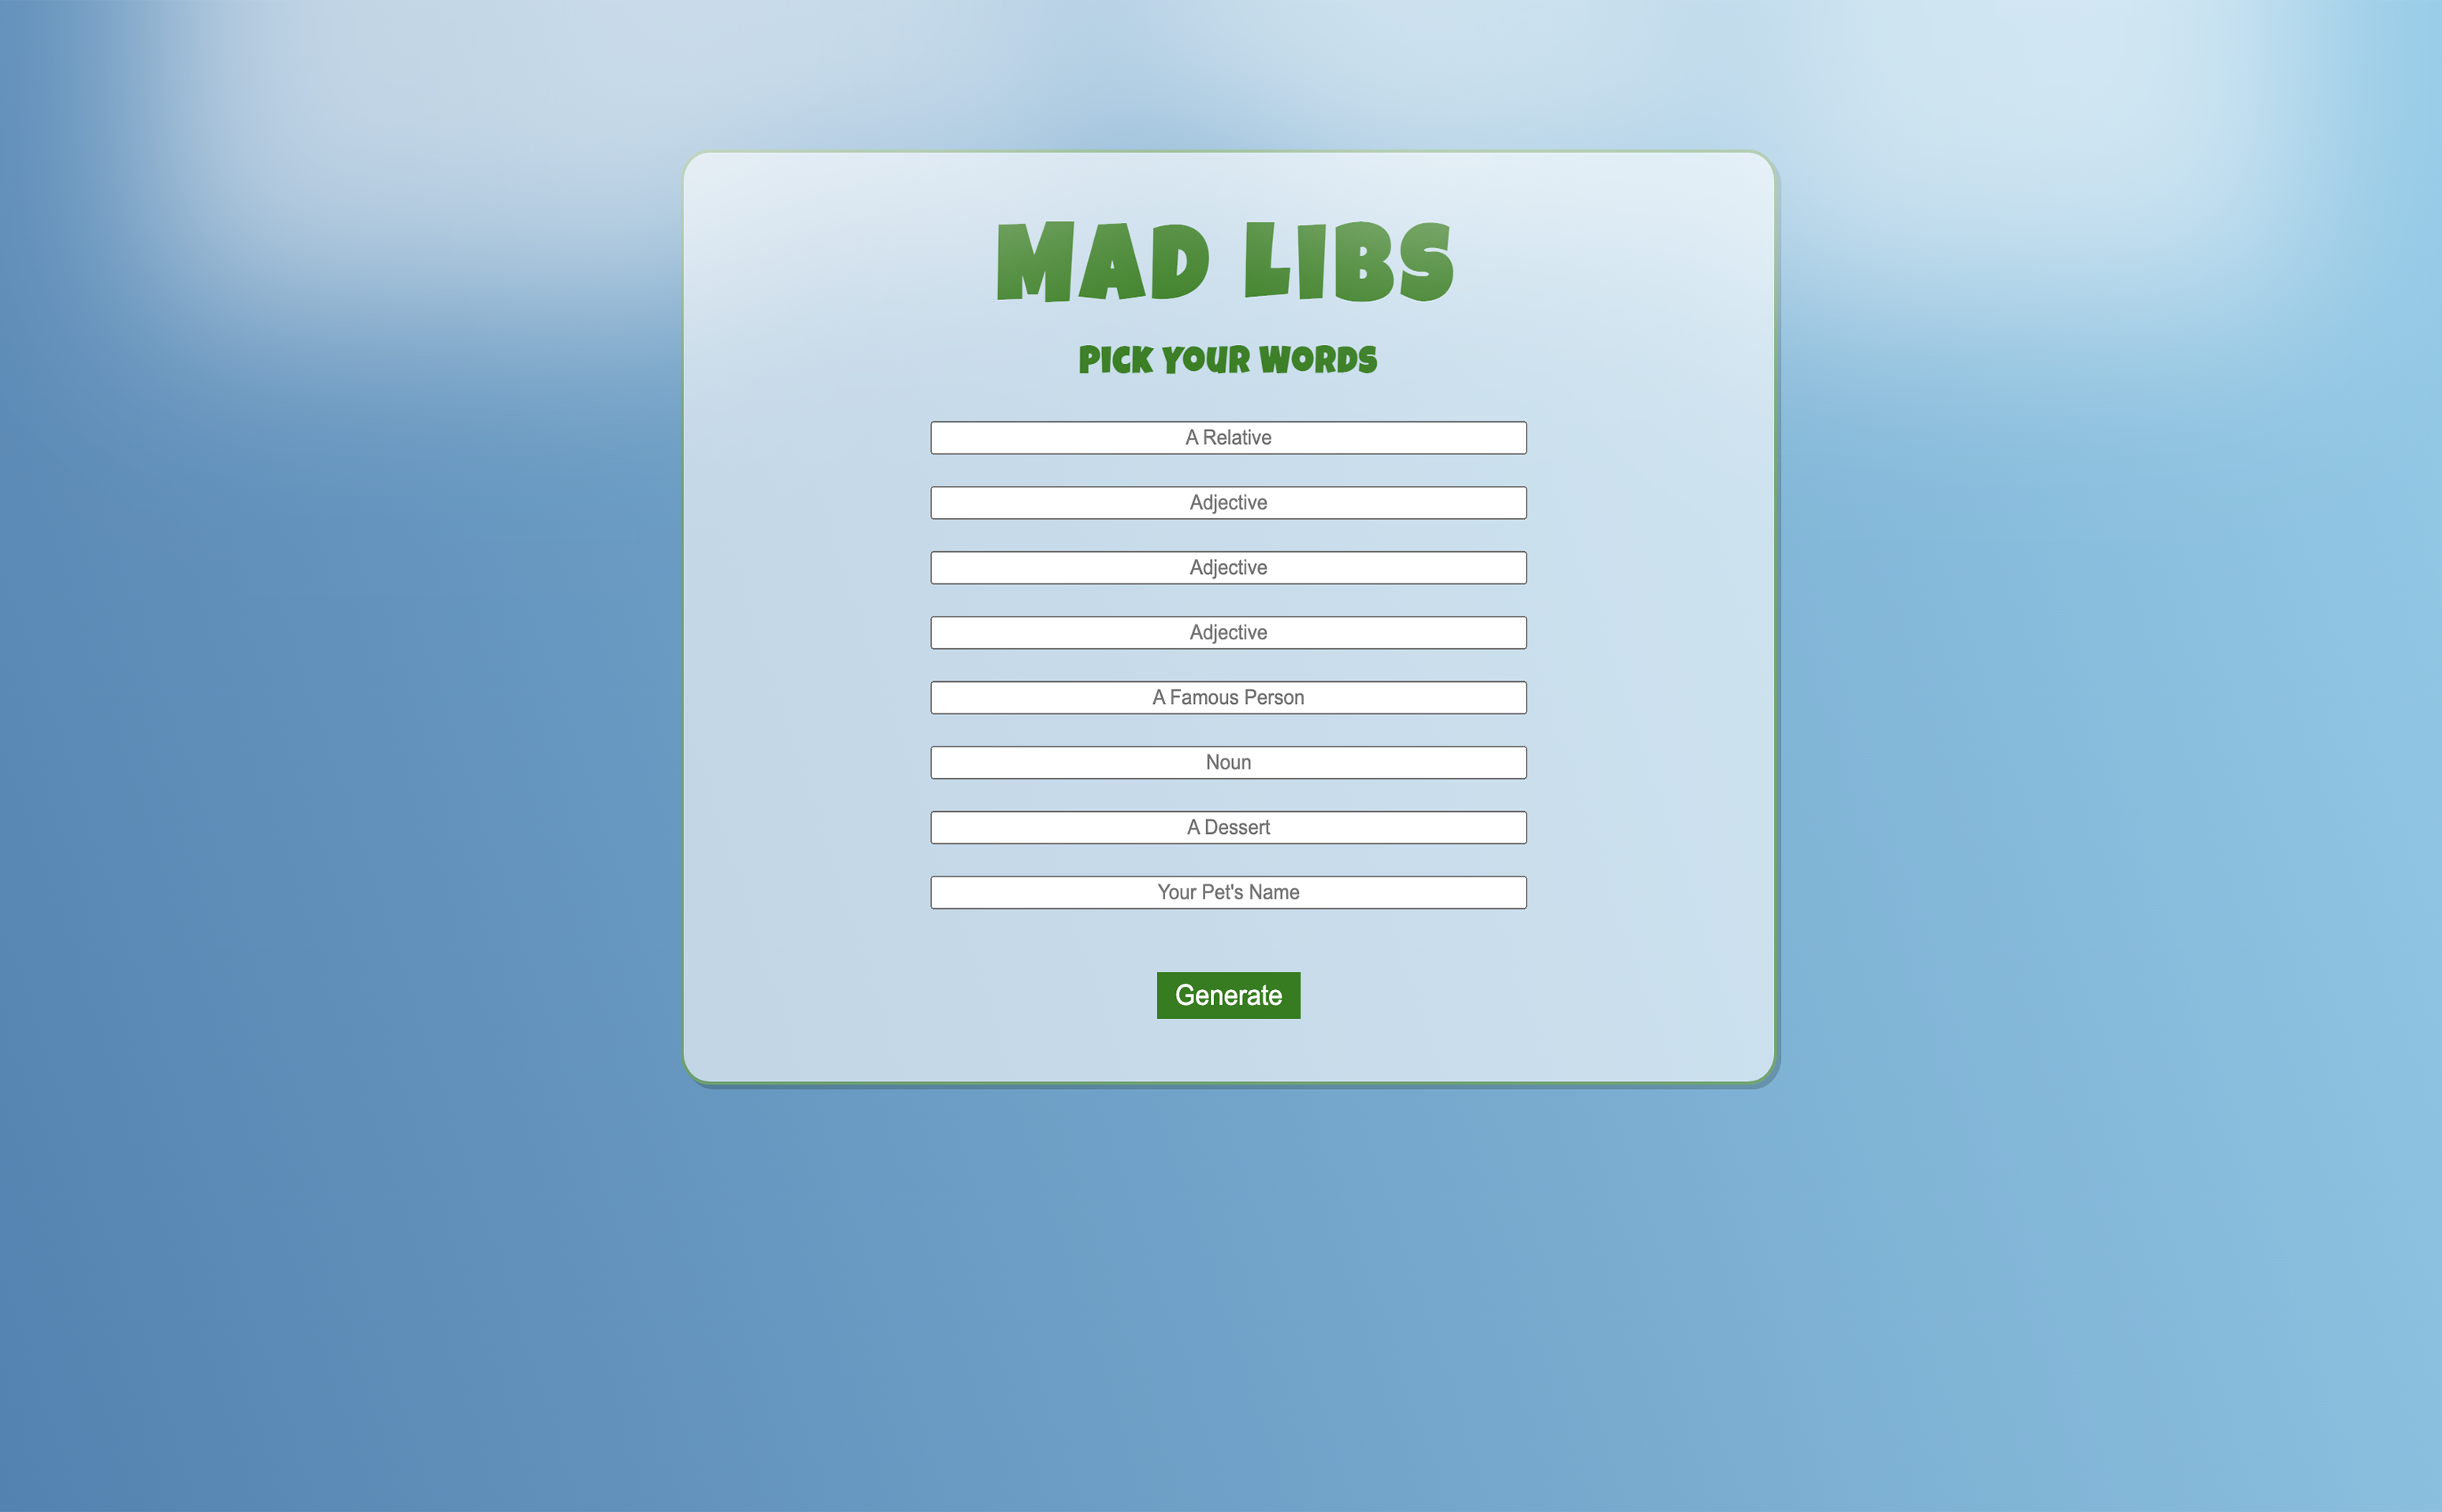 MAD LIBS
PICK YOUR WORDS
A Relative
Adjective
Adjective
Adjective
A Famous Person
Noun
A Dessert
Your Pet's Name
Generate